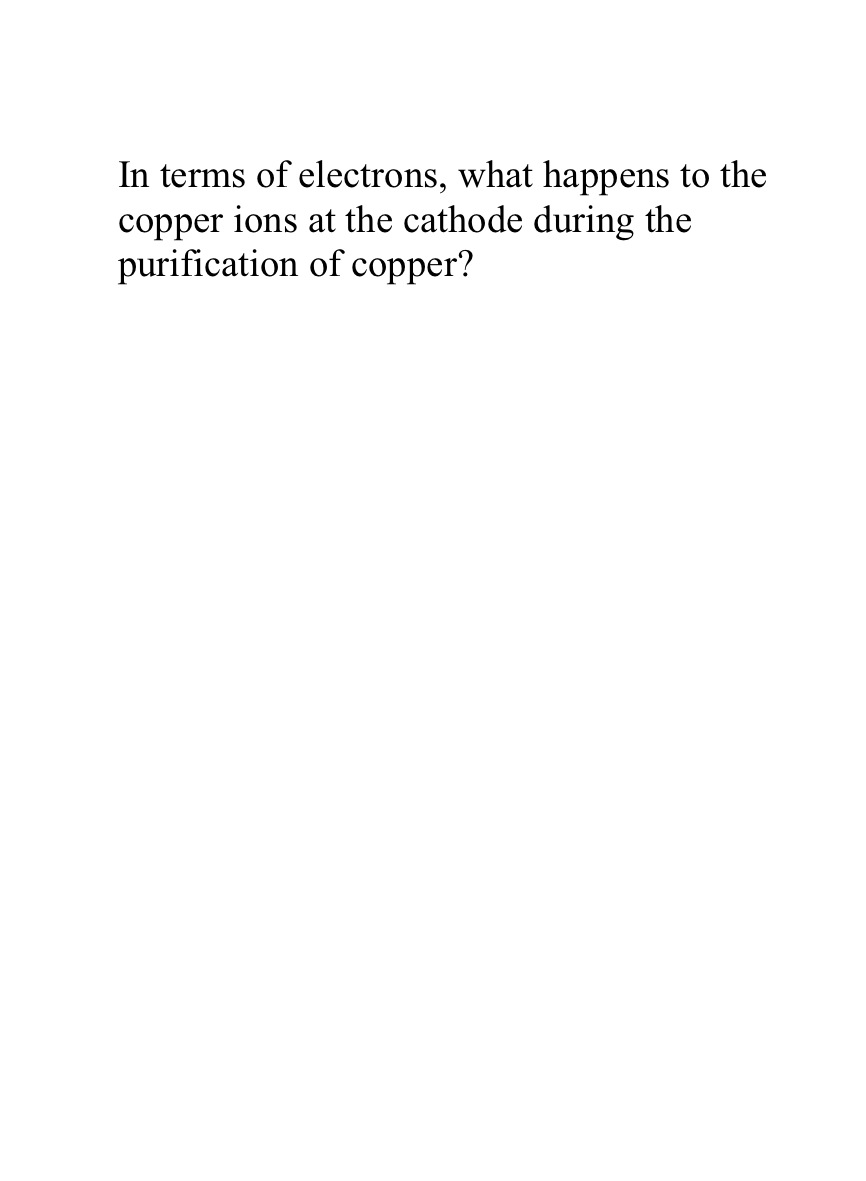 In terms of electrons, what happens to the
copper ions at the cathode during the
purification of copper?